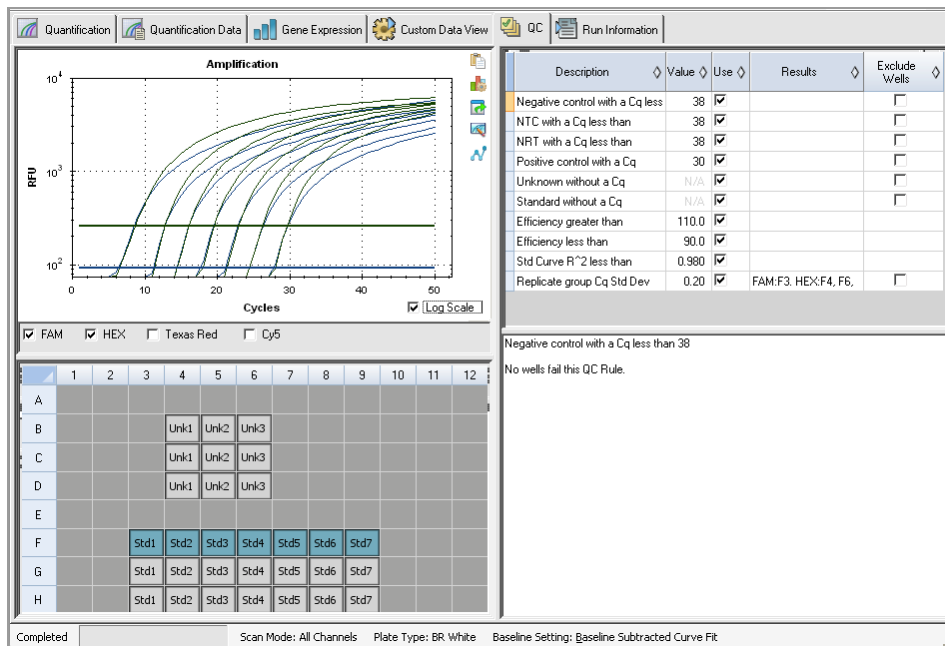 Quantification Quantification Data Gene Expression Custom Data View QC Run Information
Amplification
10^4
10^3
10^2
RFU
0 10 20 30 40 50
Cycles
Log Scale
FAM HEX Texas Red Cy5
1 2 3 4 5 6 7 8 9 10 11 12
A
B Unk1 Unk2 Unk3
C Unk1 Unk2 Unk3
D Unk1 Unk2 Unk3
E
F Std1 Std2 Std3 Std4 Std5 Std6 Std7
G Std1 Std2 Std3 Std4 Std5 Std6 Std7
H Std1 Std2 Std3 Std4 Std5 Std6 Std7
Description Value Use Results Exclude Wells
Negative control with a Cq less 38
NTC with a Cq less than 38
NRT with a Cq less than 38
Positive control with a Cq 30
Unknown without a Cq N/A
Standard without a Cq N/A
Efficiency greater than 110.0
Efficiency less than 90.0
Std Curve R^2 less than 0.980
Replicate group Cq Std Dev 0.20 FAM:F3. HEX:F4, F6,
Negative control with a Cq less than 38
No wells fail this QC Rule.
Completed Scan Mode: All Channels Plate Type: BR White Baseline Setting: Baseline Subtracted Curve Fit